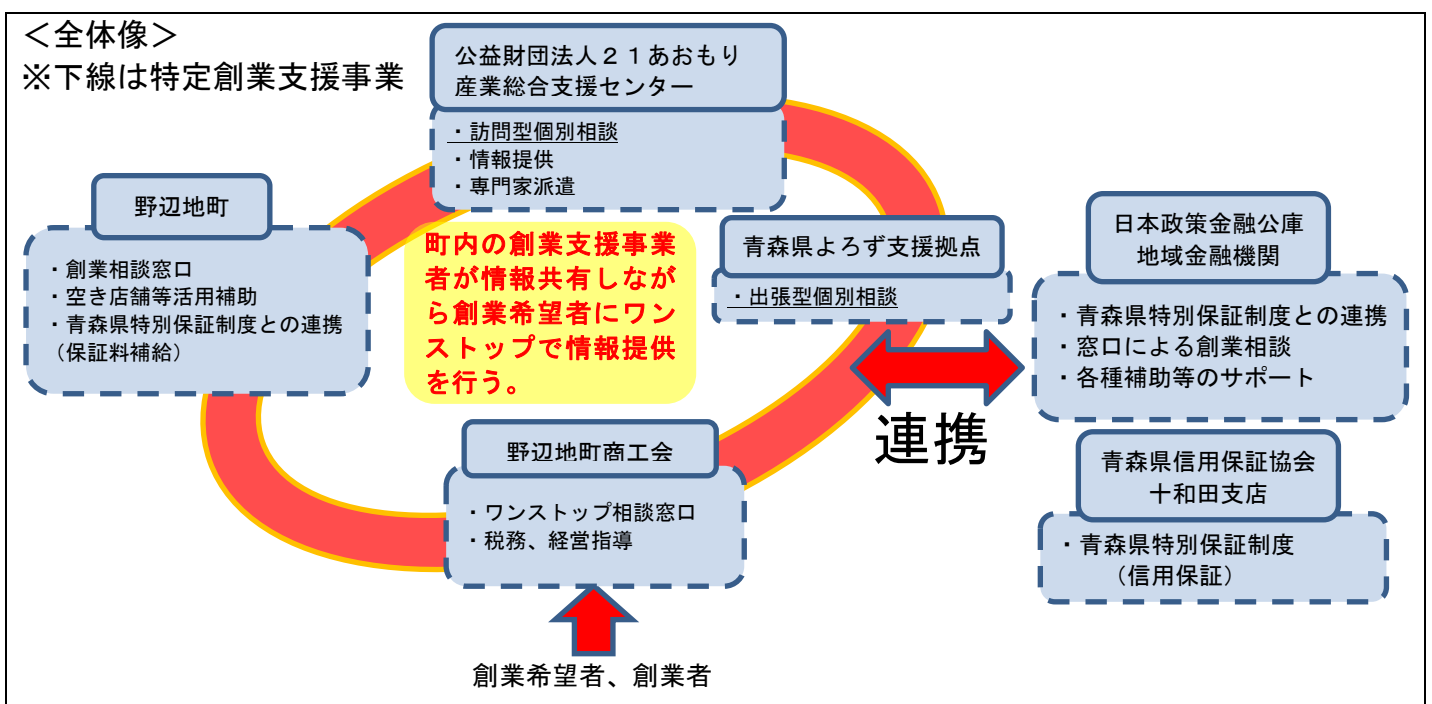 ＜全体像＞
※下線は特定創業支援事業
公益財団法人２１あおもり
産業総合支援センター
・訪問型個別相談
・情報提供
・専門家派遣
野辺地町
・創業相談窓口
・空き店舗等活用補助
・青森県特別保証制度との連携
（保証料補給）
町内の創業支援事業
者が情報共有しなが
ら創業希望者にワン
ストップで情報提供
を行う。
青森県よろず支援拠点
・出張型個別相談
日本政策金融公庫
地域金融機関
・青森県特別保証制度との連携
・窓口による創業相談
・各種補助等のサポート
連携
野辺地町商工会
・ワンストップ相談窓口
・税務、経営指導
青森県信用保証協会
十和田支店
・青森県特別保証制度
（信用保証）
創業希望者、創業者